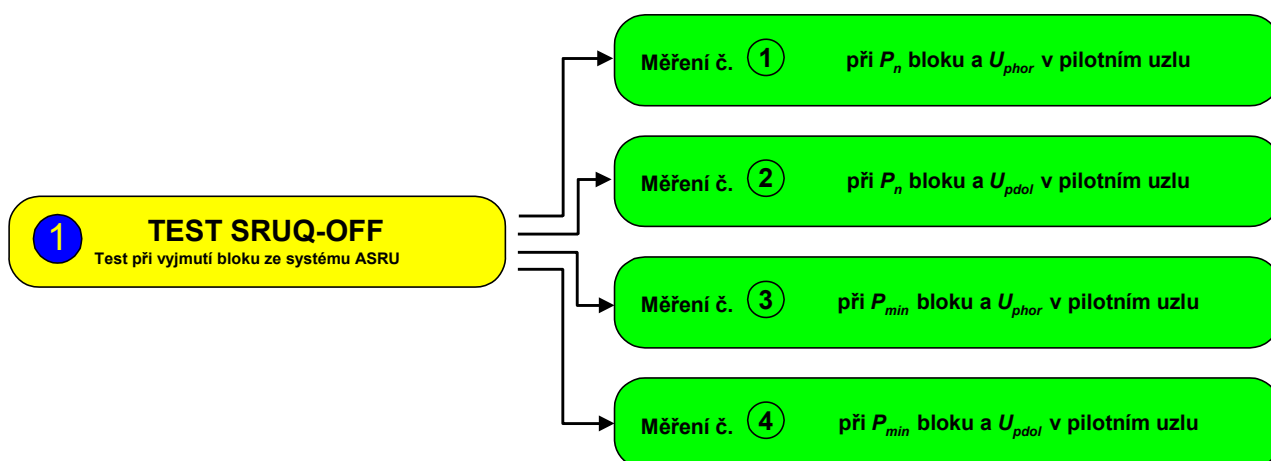 1 TEST SRUQ-OFF
Test při vyjmutí bloku ze systému ASRU
Měření č. 1 při Pn bloku a Uphor v pilotním uzlu
Měření č. 2 při Pn bloku a Updol v pilotním uzlu
Měření č. 3 při Pmin bloku a Uphor v pilotním uzlu
Měření č. 4 při Pmin bloku a Updol v pilotním uzlu